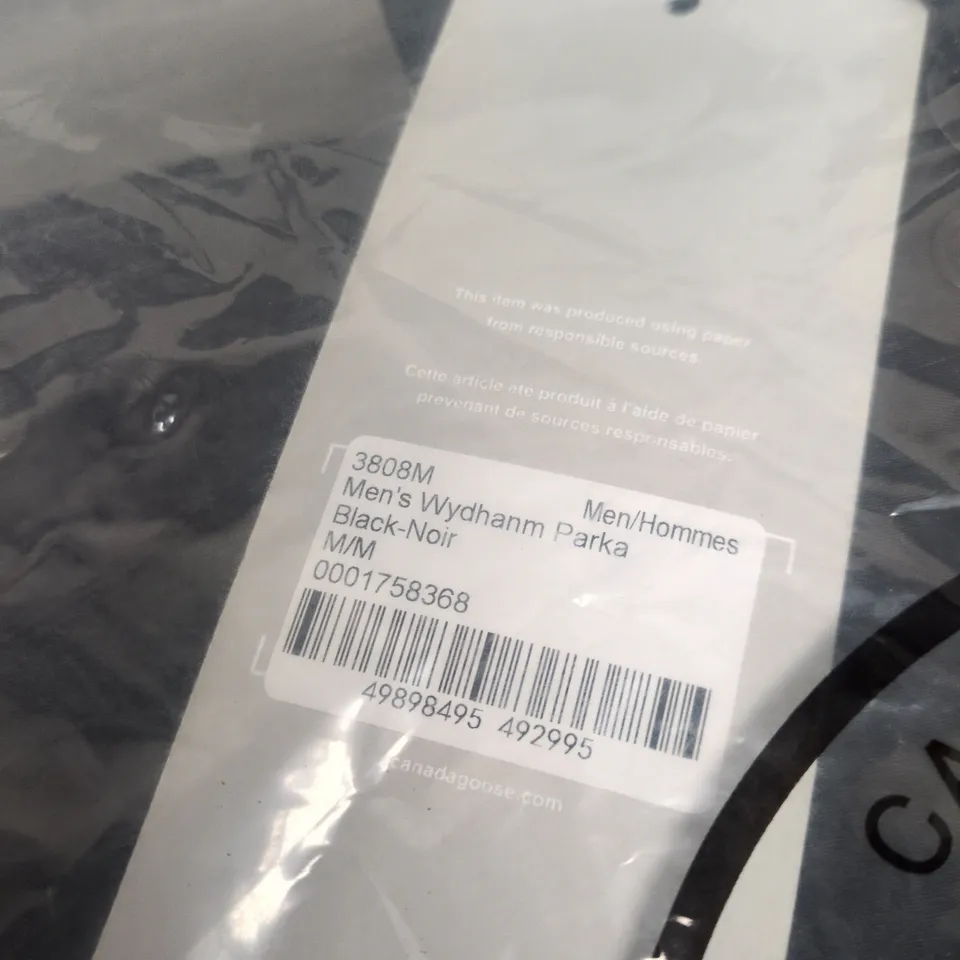 This item was produced using paper
from responsible sources.
Cette article ete produit à l'aide de papier
prevenant de sources responsables.
3808M
Men/Hommes
Men's Wydhanm Parka
Black-Noir
M/M
0001758368
49898495 492995
canadagoose.com
CA